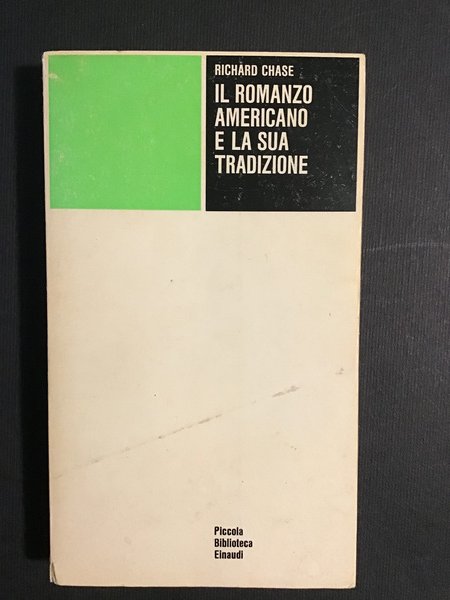 RICHARD CHASE
IL ROMANZO
AMERICANO
E LA SUA
TRADIZIONE
Piccola
Biblioteca
Einaudi